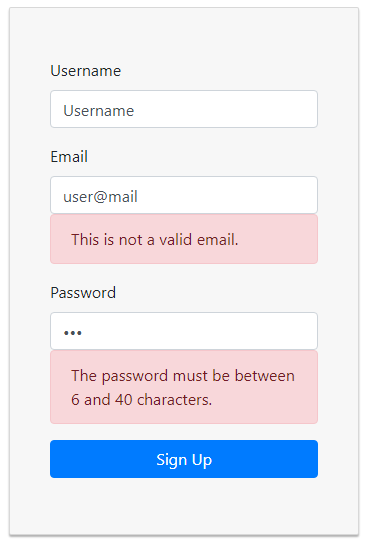 Username
Username
Email
user@mail
This is not a valid email.
Password
•••
The password must be between
6 and 40 characters.
Sign Up